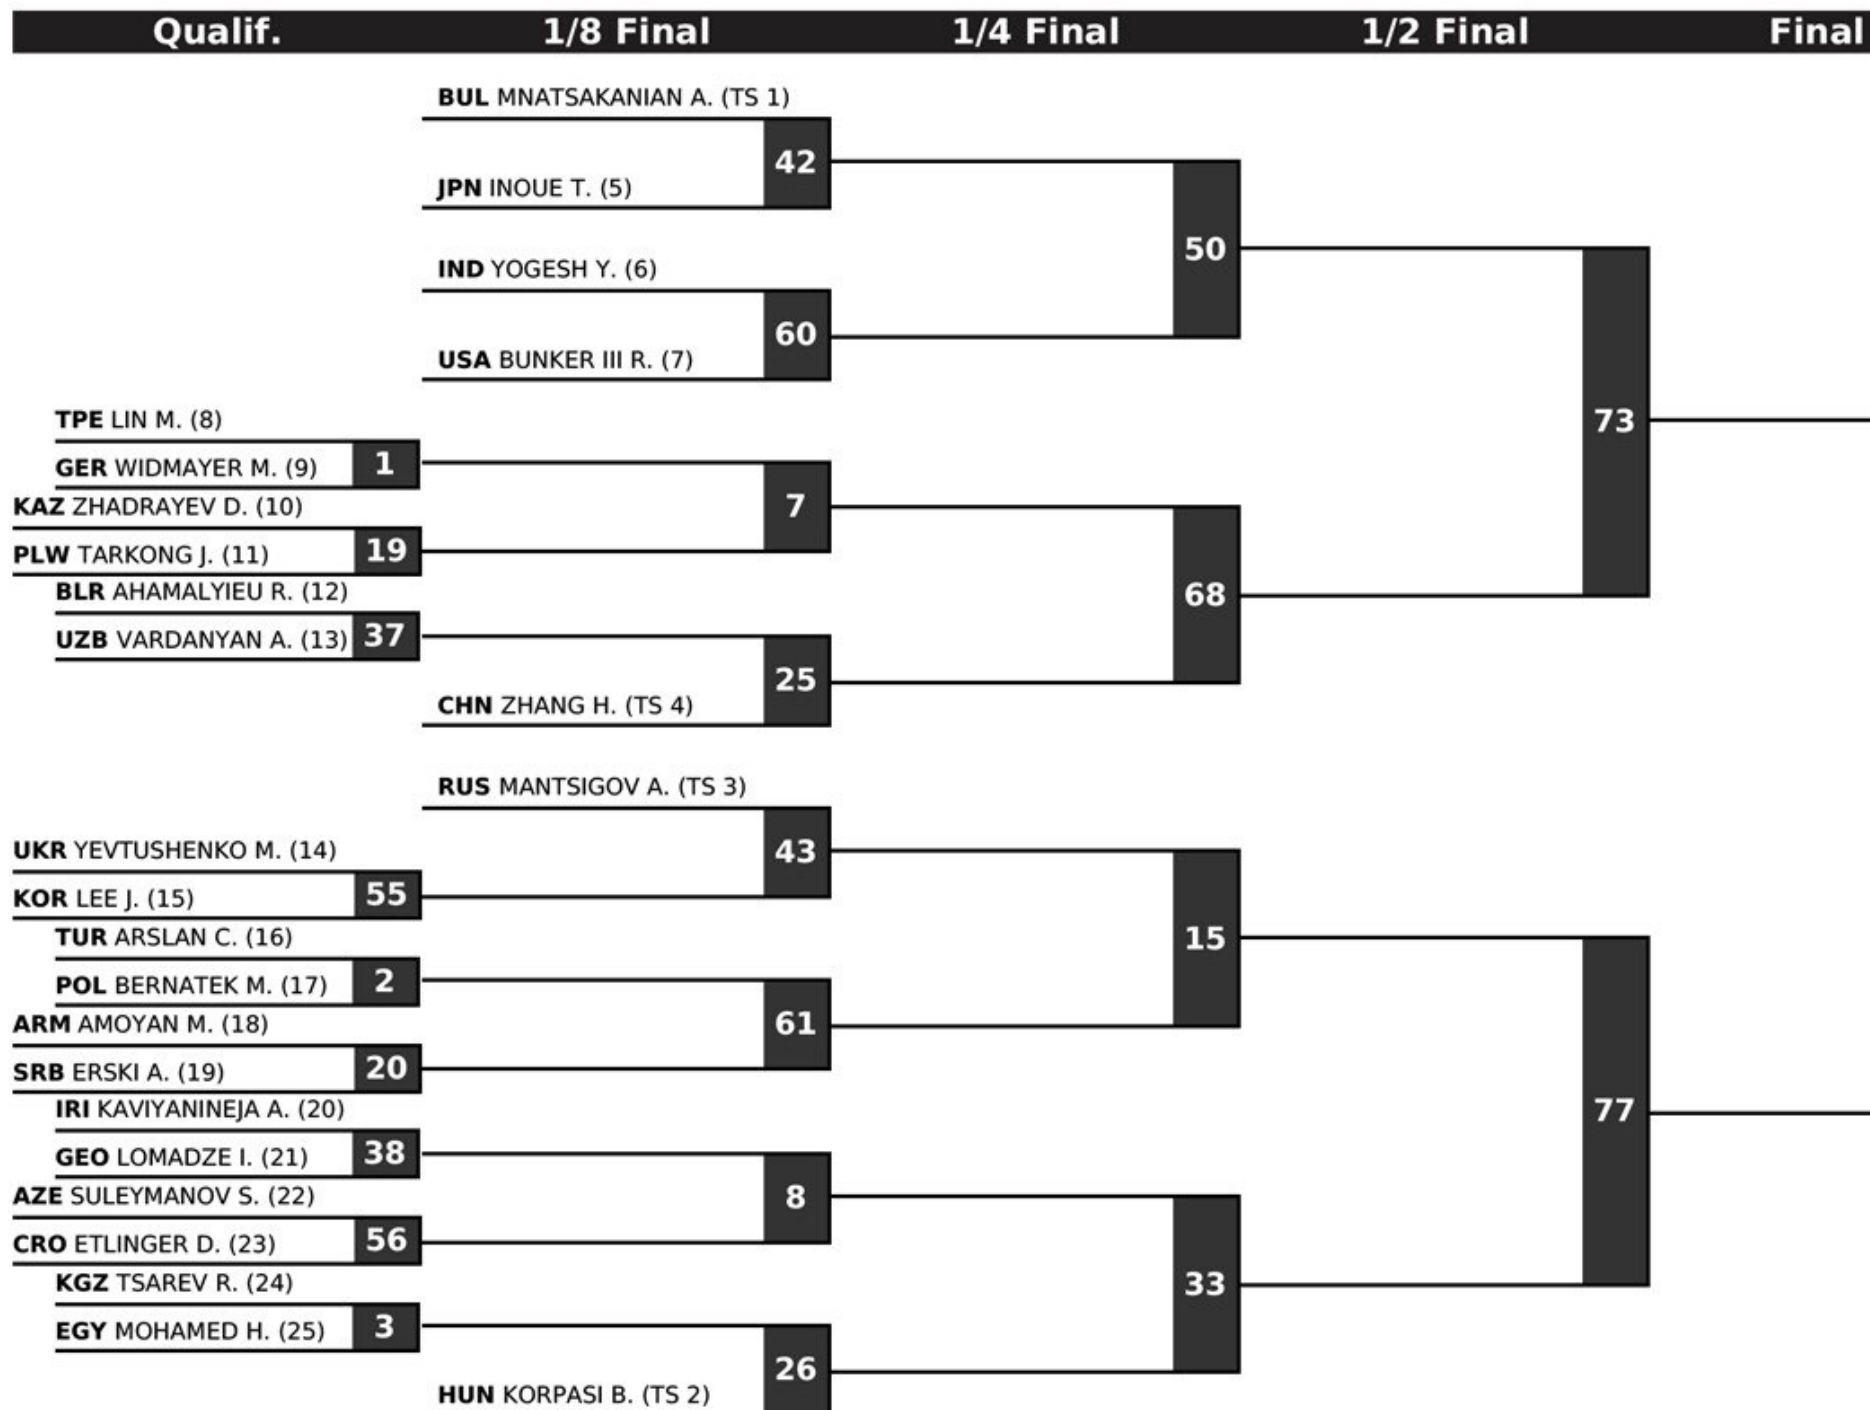 Qualif. 1/8 Final 1/4 Final 1/2 Final Final
BUL MNATSAKANIAN A. (TS 1)
42
JPN INOUE T. (5)
50
IND YOGESH Y. (6)
60
USA BUNKER III R. (7)
73
TPE LIN M. (8)
GER WIDMAYER M. (9) 1
7
KAZ ZHADRAYEV D. (10)
PLW TARKONG J. (11) 19
68
BLR AHAMALYIEU R. (12)
UZB VARDANYAN A. (13) 37
25
CHN ZHANG H. (TS 4)
RUS MANTSIGOV A. (TS 3)
43
UKR YEVTUSHENKO M. (14)
KOR LEE J. (15) 55
15
TUR ARSLAN C. (16)
POL BERNATEK M. (17) 2
61
ARM AMOYAN M. (18)
SRB ERSKI A. (19) 20
77
IRI KAVIYANINEJA A. (20)
GEO LOMADZE I. (21) 38
8
AZE SULEYMANOV S. (22)
CRO ETLINGER D. (23) 56
33
KGZ TSAREV R. (24)
EGY MOHAMED H. (25) 3
26
HUN KORPASI B. (TS 2)